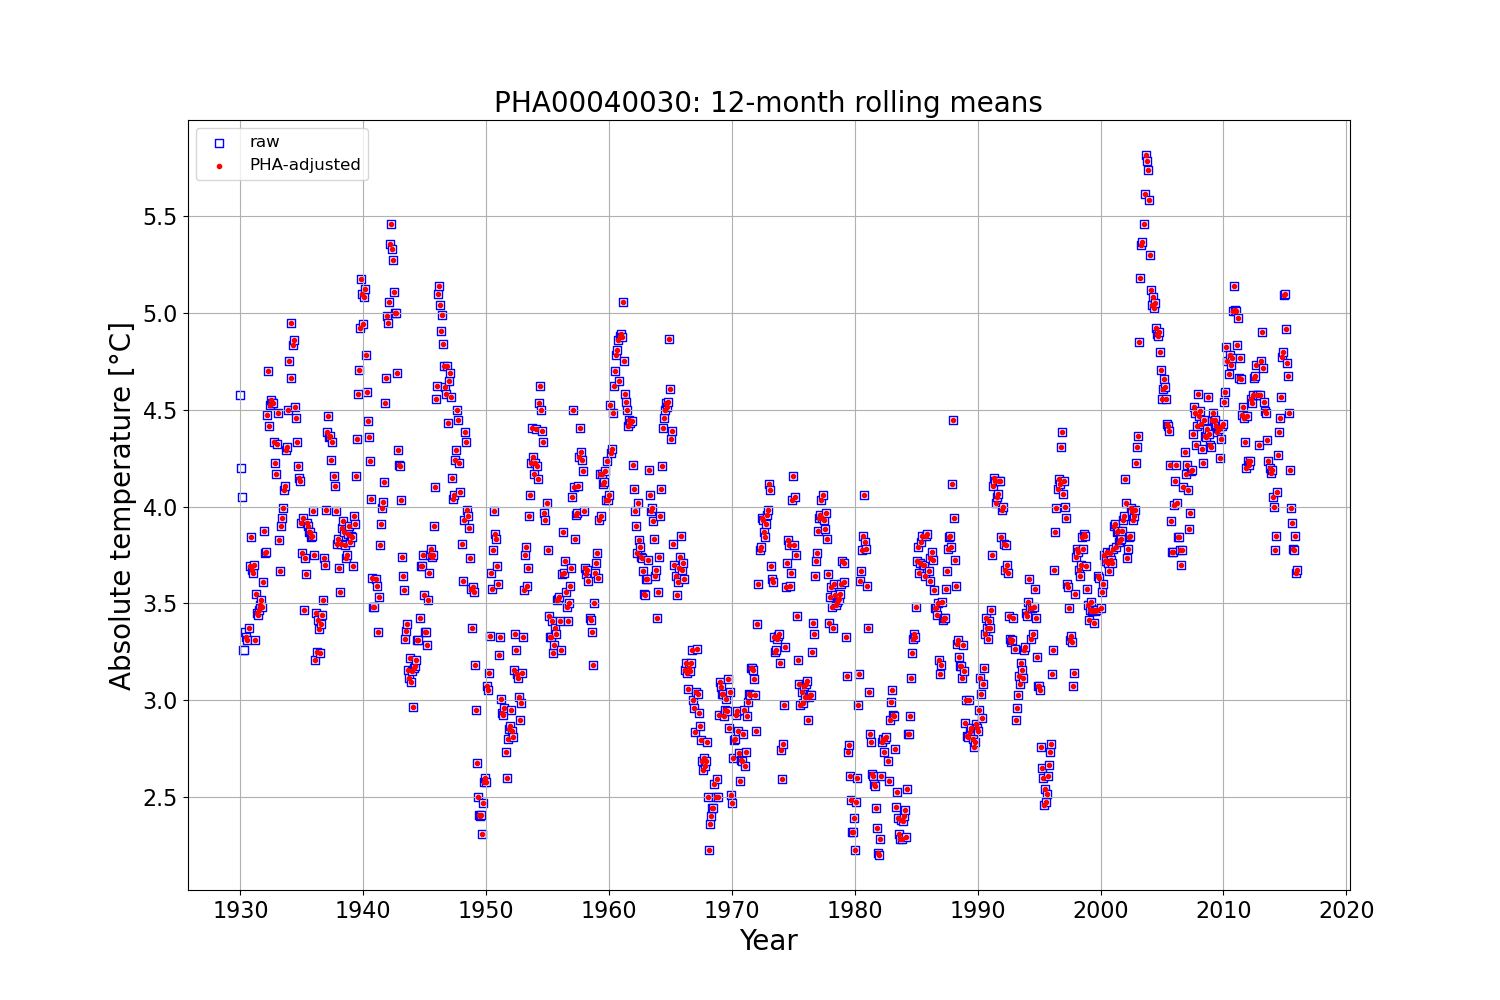 PHA00040030: 12-month rolling means
raw
PHA-adjusted
Absolute temperature [°C]
5.5
5.0
4.5
4.0
3.5
3.0
2.5
1930 1940 1950 1960 1970 1980 1990 2000 2010 2020
Year